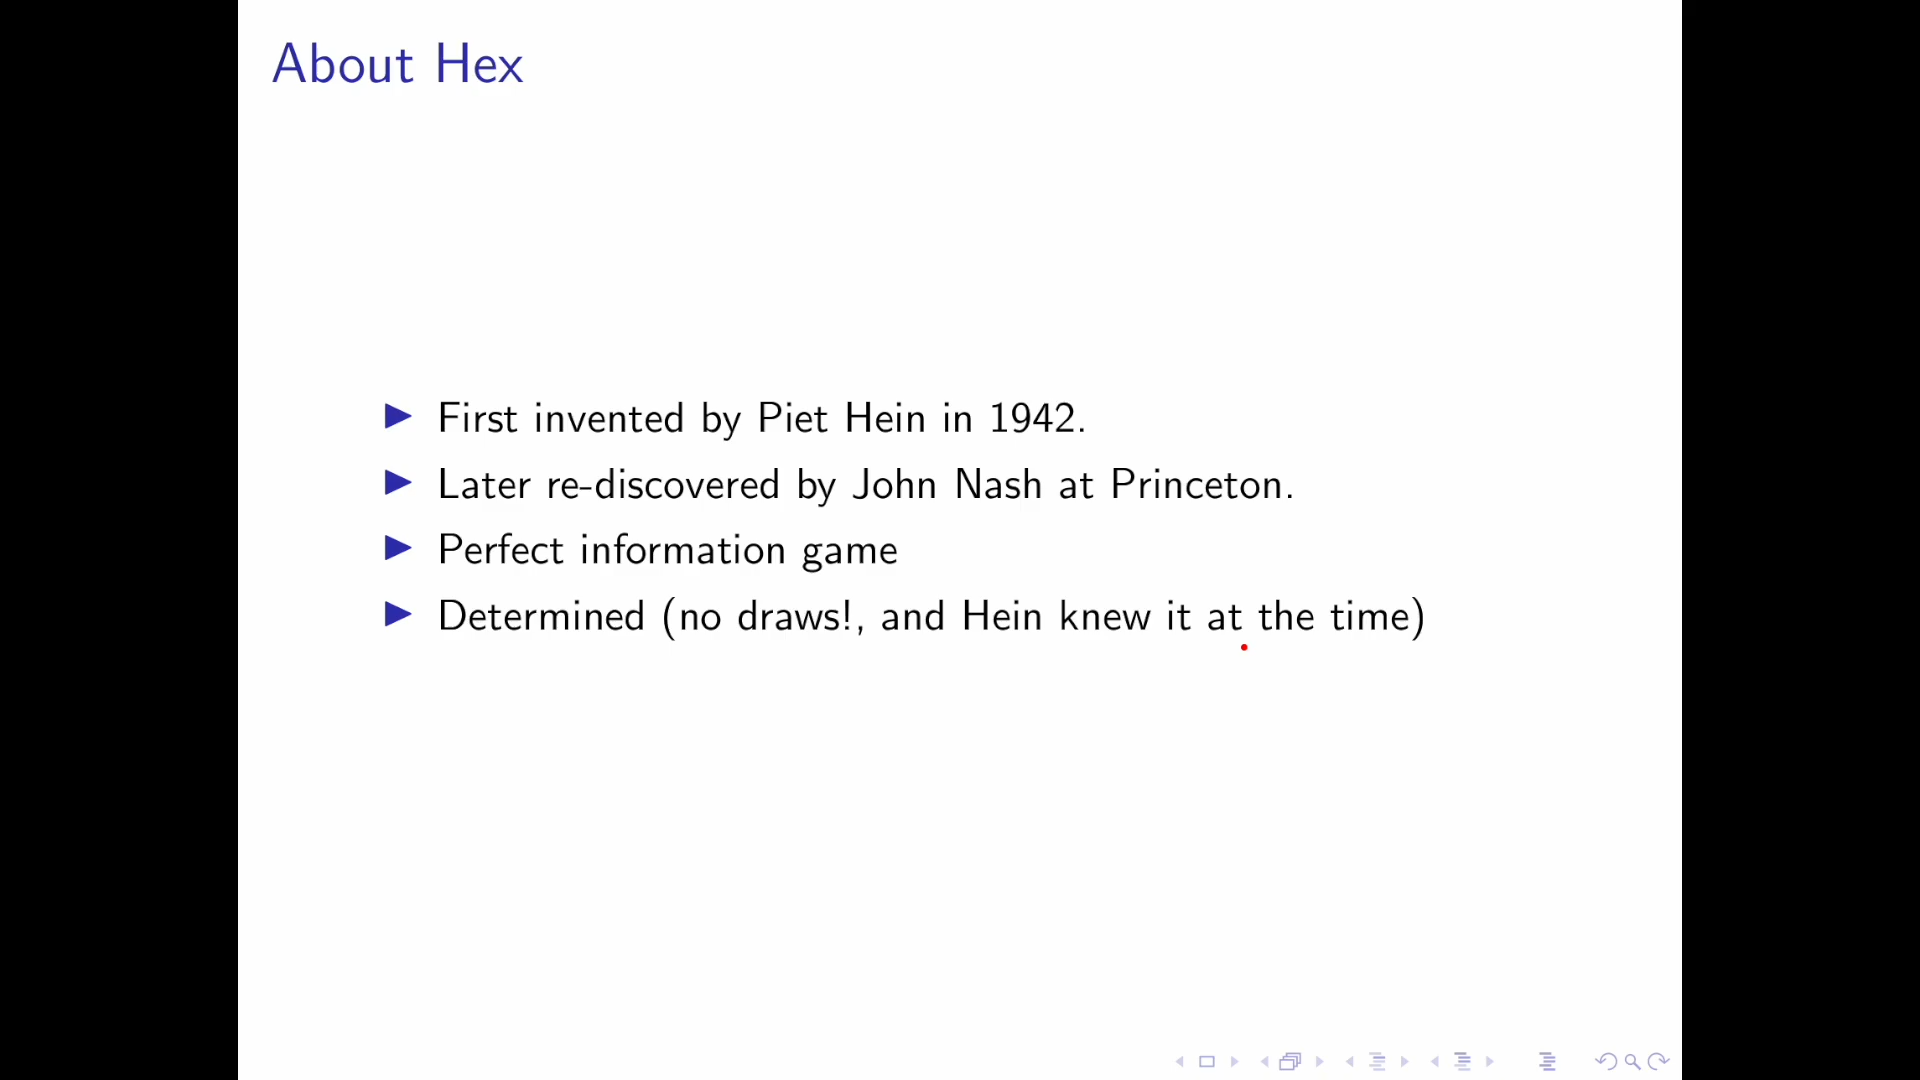 About Hex
First invented by Piet Hein in 1942.
Later re-discovered by John Nash at Princeton.
Perfect information game
Determined (no draws!, and Hein knew it at the time)